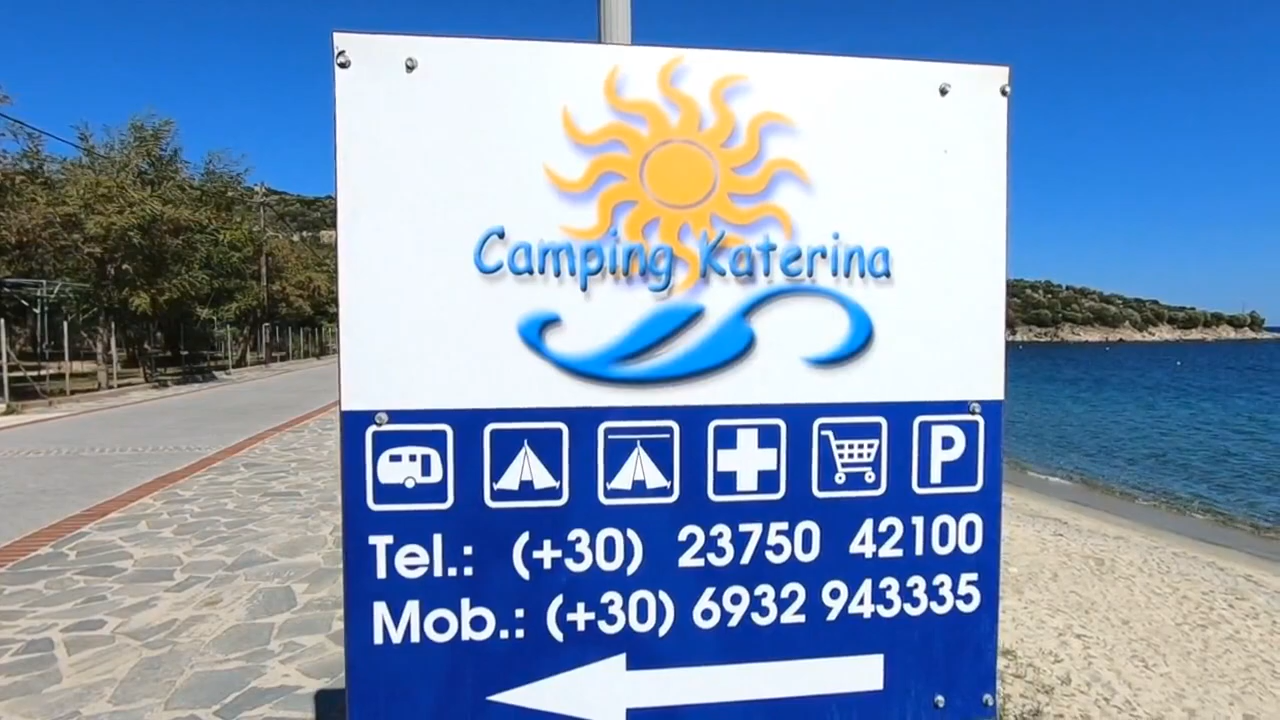 Camping Katerina
P
Tel.: (+30) 23750 42100
Mob.: (+30) 6932 943335